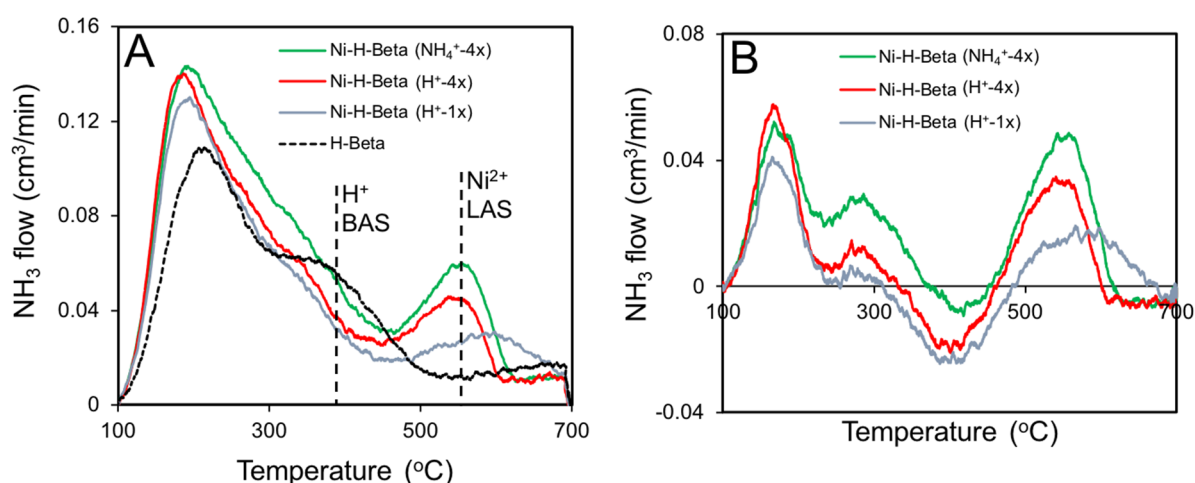 A
NH₃ flow (cm³/min)
0.16
0.12
0.08
0.04
0
Ni-H-Beta (NH₄⁺-4x)
Ni-H-Beta (H⁺-4x)
Ni-H-Beta (H⁺-1x)
H-Beta
H⁺
BAS
Ni²⁺
LAS
100
300
500
700
Temperature (°C)
B
NH₃ flow (cm³/min)
0.08
0.04
0
-0.04
Ni-H-Beta (NH₄⁺-4x)
Ni-H-Beta (H⁺-4x)
Ni-H-Beta (H⁺-1x)
100
300
500
700
Temperature (°C)